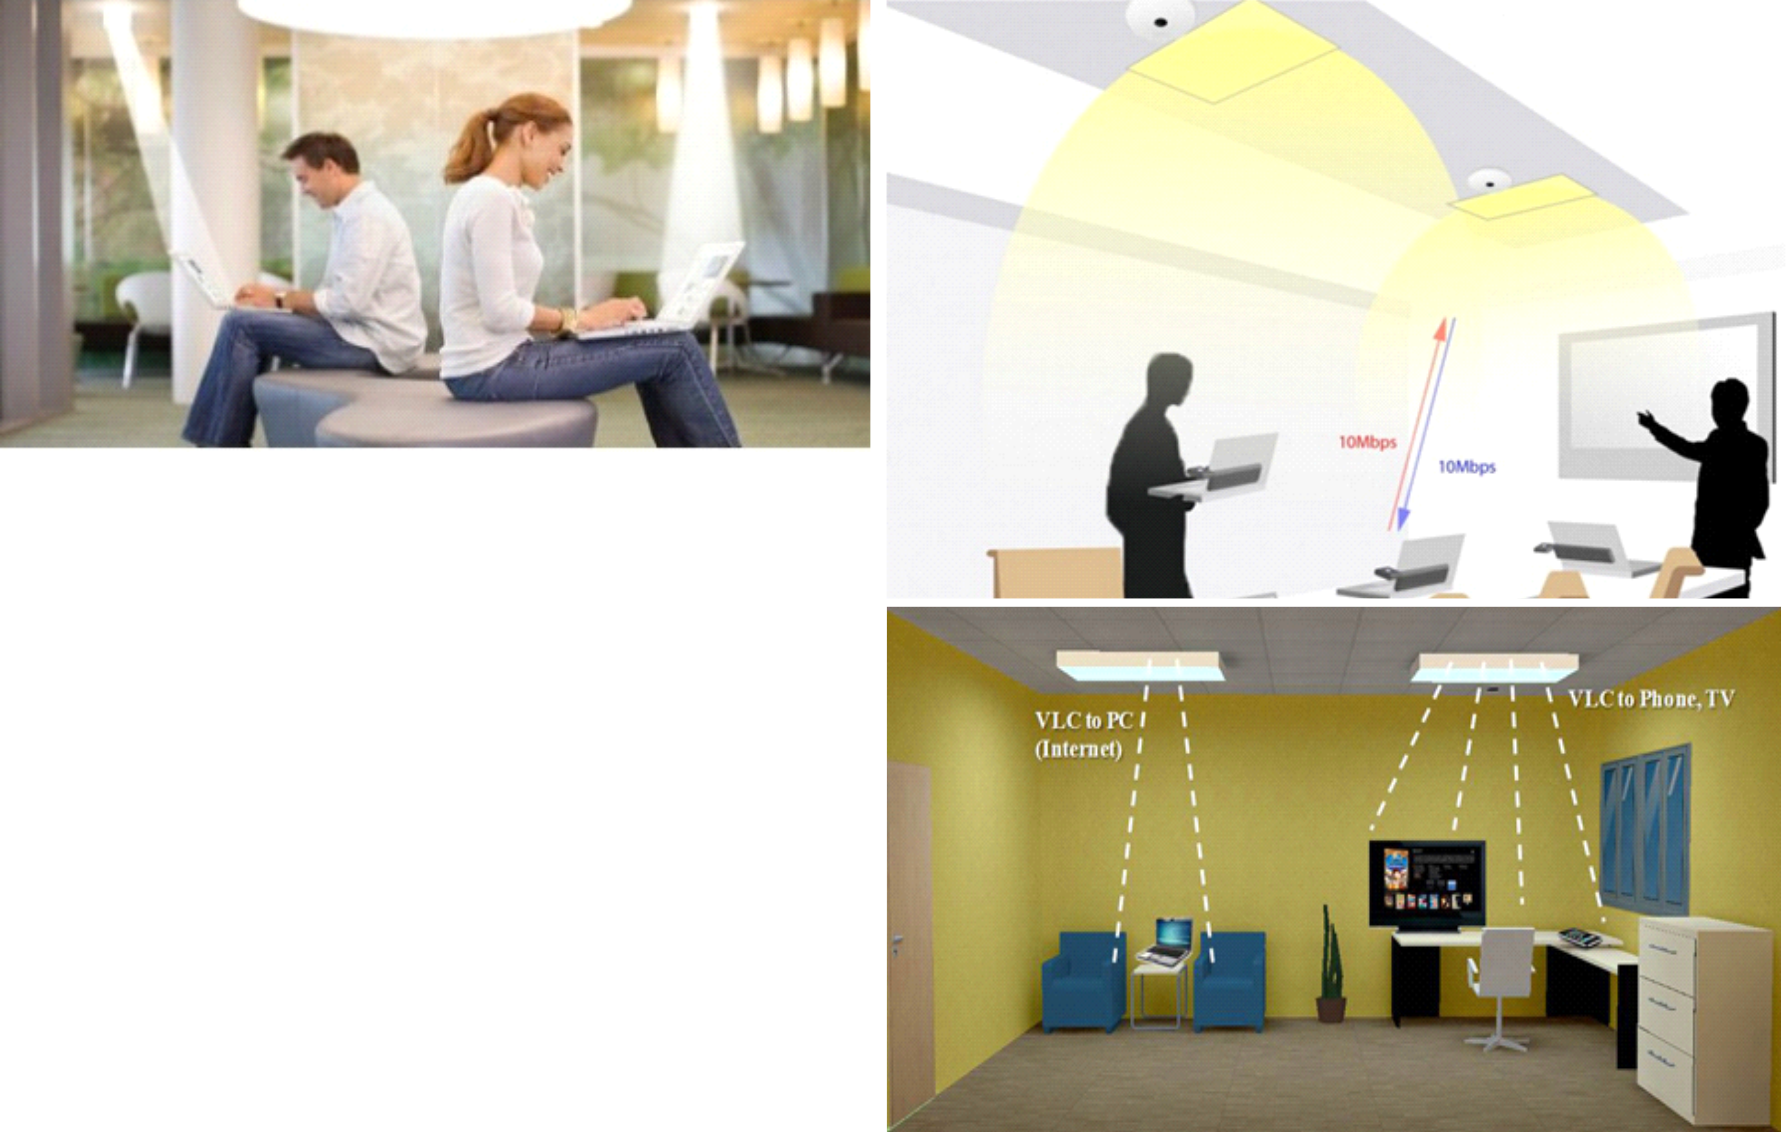 10Mbps
10Mbps
VLC to PC
(Internet)
VLC to Phone, TV